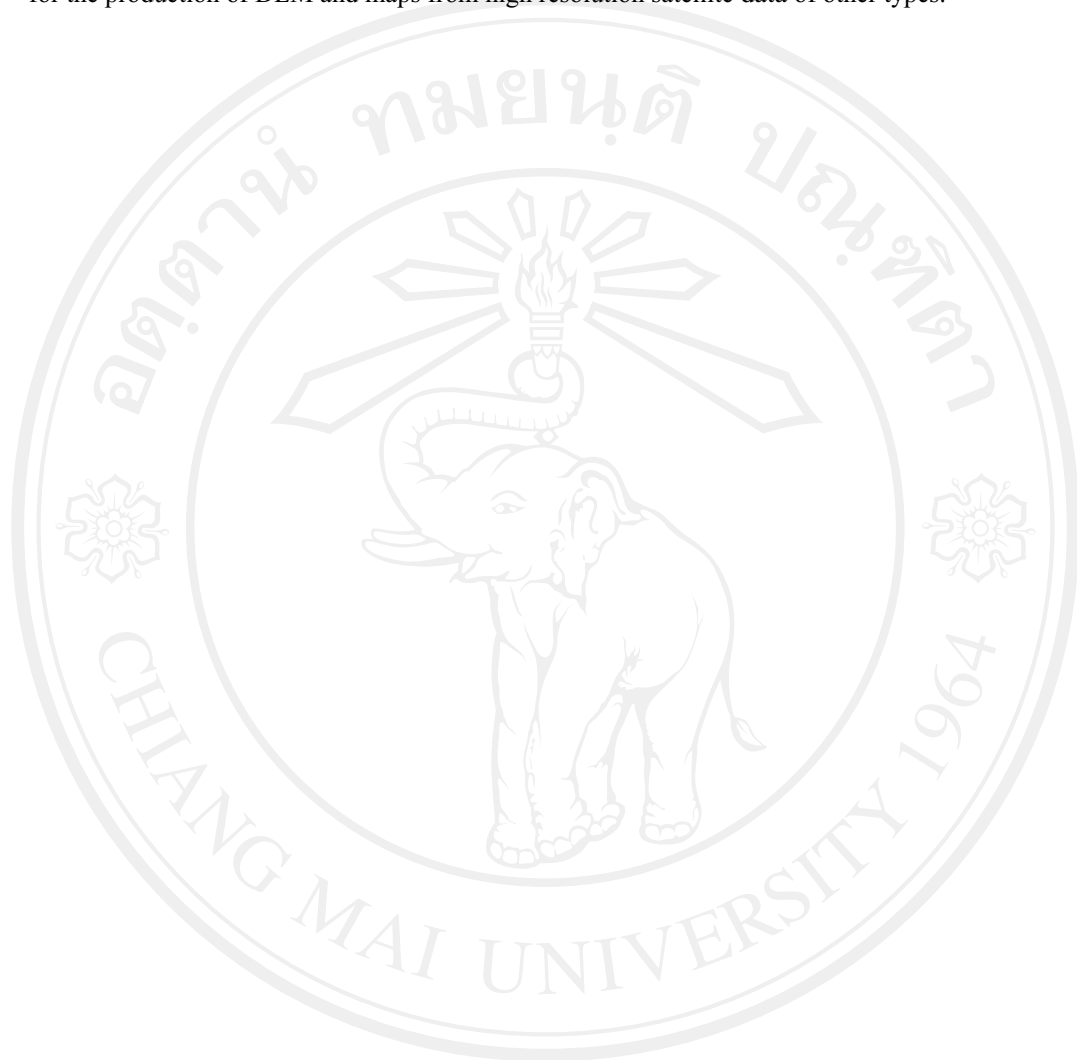 for the production of DEM and maps from high resolution satellite data of other types.
อตฺตานํ ทมยนฺติ ปณฺฑิตา
CHIANG MAI UNIVERSITY 1964